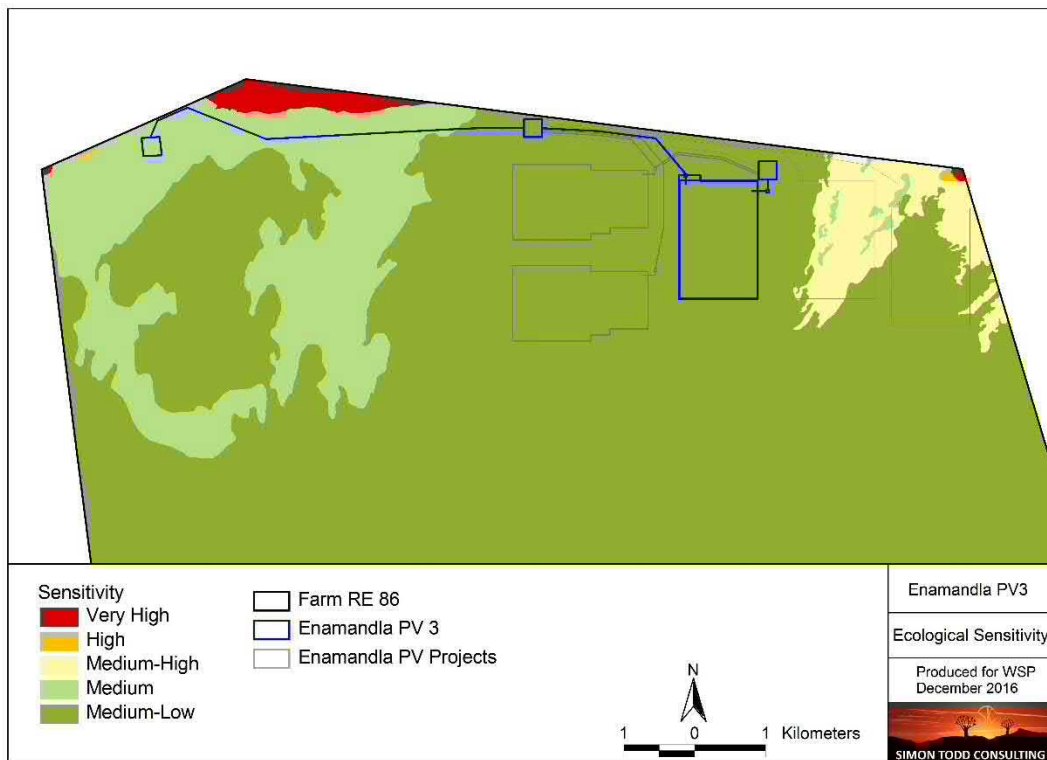 Sensitivity
Very High
High
Medium-High
Medium
Medium-Low
Farm RE 86
Enamandla PV 3
Enamandla PV Projects
N
1 0 1 Kilometers
Enamandla PV3
Ecological Sensitivity
Produced for WSP
December 2016
SIMON TODD CONSULTING